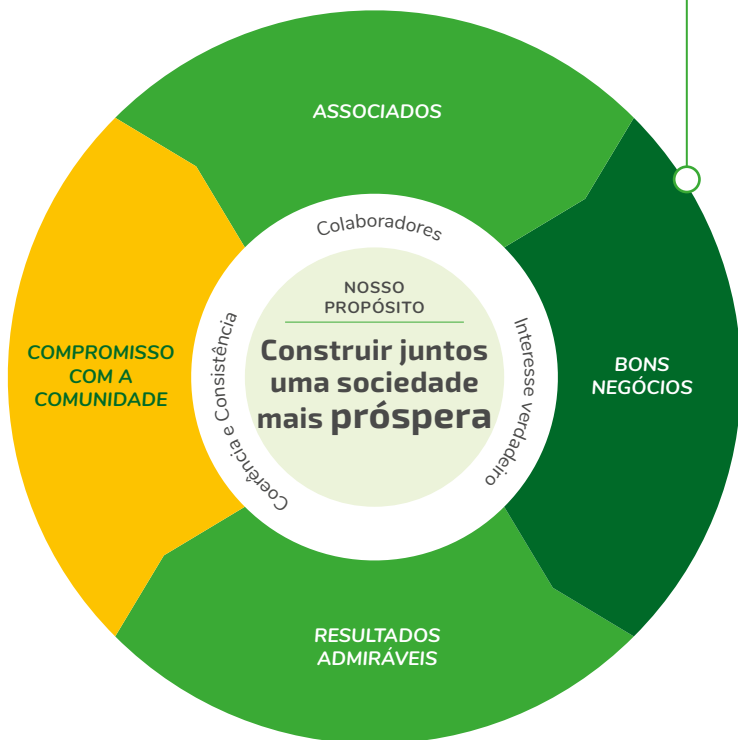 ASSOCIADOS
Colaboradores
NOSSO
PROPÓSITO
Construir juntos
uma sociedade
mais próspera
Coerência e Consistência
Interesse verdadeiro
COMPROMISSO
COM A
COMUNIDADE
BONS
NEGÓCIOS
RESULTADOS
ADMIRÁVEIS